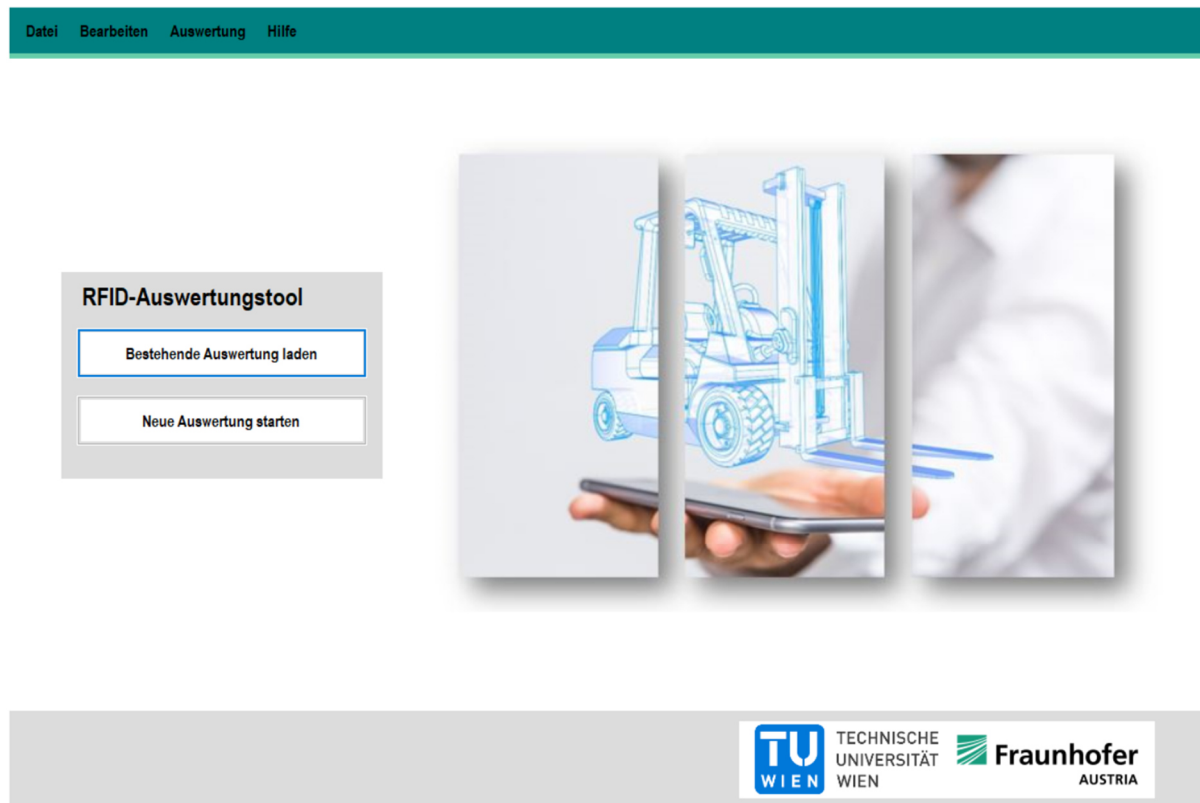 Datei Bearbeiten Auswertung Hilfe
RFID-Auswertungstool
Bestehende Auswertung laden
Neue Auswertung starten
TU
WIEN
TECHNISCHE
UNIVERSITÄT
WIEN
Fraunhofer
AUSTRIA